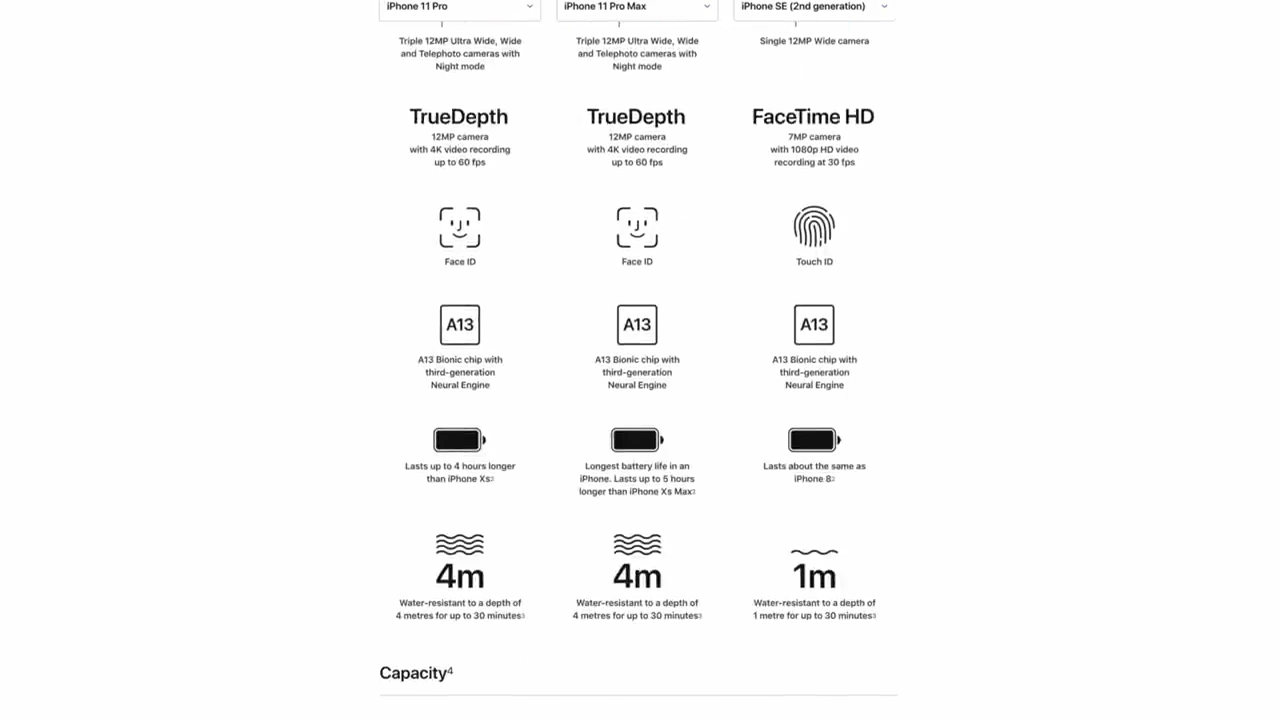 iPhone 11 Pro
iPhone 11 Pro Max
iPhone SE (2nd generation)
Triple 12MP Ultra Wide, Wide
and Telephoto cameras with
Night mode
Triple 12MP Ultra Wide, Wide
and Telephoto cameras with
Night mode
Single 12MP Wide camera
TrueDepth
12MP camera
with 4K video recording
up to 60 fps
TrueDepth
12MP camera
with 4K video recording
up to 60 fps
FaceTime HD
7MP camera
with 1080p HD video
recording at 30 fps
Face ID
Face ID
Touch ID
A13
A13 Bionic chip with
third-generation
Neural Engine
A13
A13 Bionic chip with
third-generation
Neural Engine
A13
A13 Bionic chip with
third-generation
Neural Engine
Lasts up to 4 hours longer
than iPhone Xs²
Longest battery life in an
iPhone. Lasts up to 5 hours
longer than iPhone Xs Max²
Lasts about the same as
iPhone 8²
4m
Water-resistant to a depth of
4 metres for up to 30 minutes³
4m
Water-resistant to a depth of
4 metres for up to 30 minutes³
1m
Water-resistant to a depth of
1 metre for up to 30 minutes³
Capacity⁴